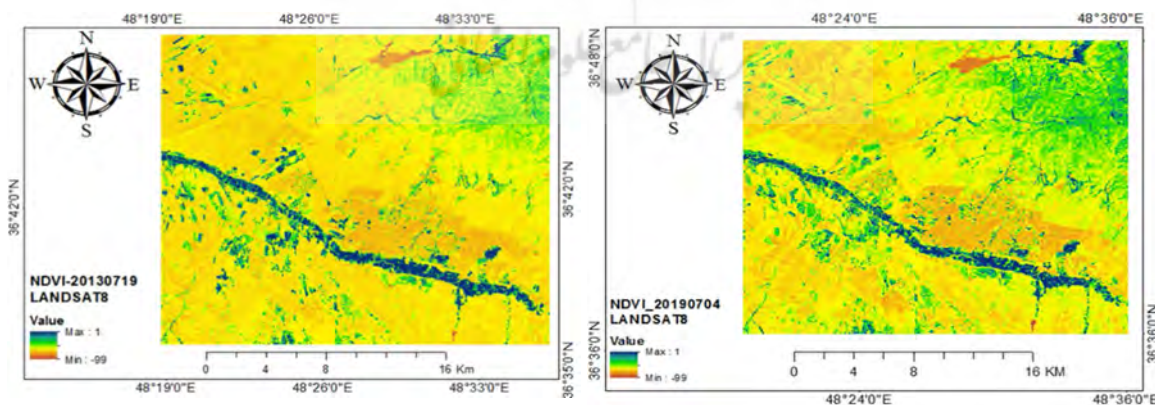 48°19'0"E 48°26'0"E 48°33'0"E
N
W E
S
36°42'0"N
36°42'0"N
36°35'0"N
NDVI-20130719
LANDSAT8
Value
Max : 1
Min : -99
0 4 8 16 Km
48°19'0"E 48°26'0"E 48°33'0"E
48°24'0"E 48°36'0"E
36°48'0"N
N
W E
S
36°36'0"N
36°36'0"N
NDVI_20190704
LANDSAT8
Value
Max : 1
Min : -99
0 4 8 16 KM
48°24'0"E 48°36'0"E